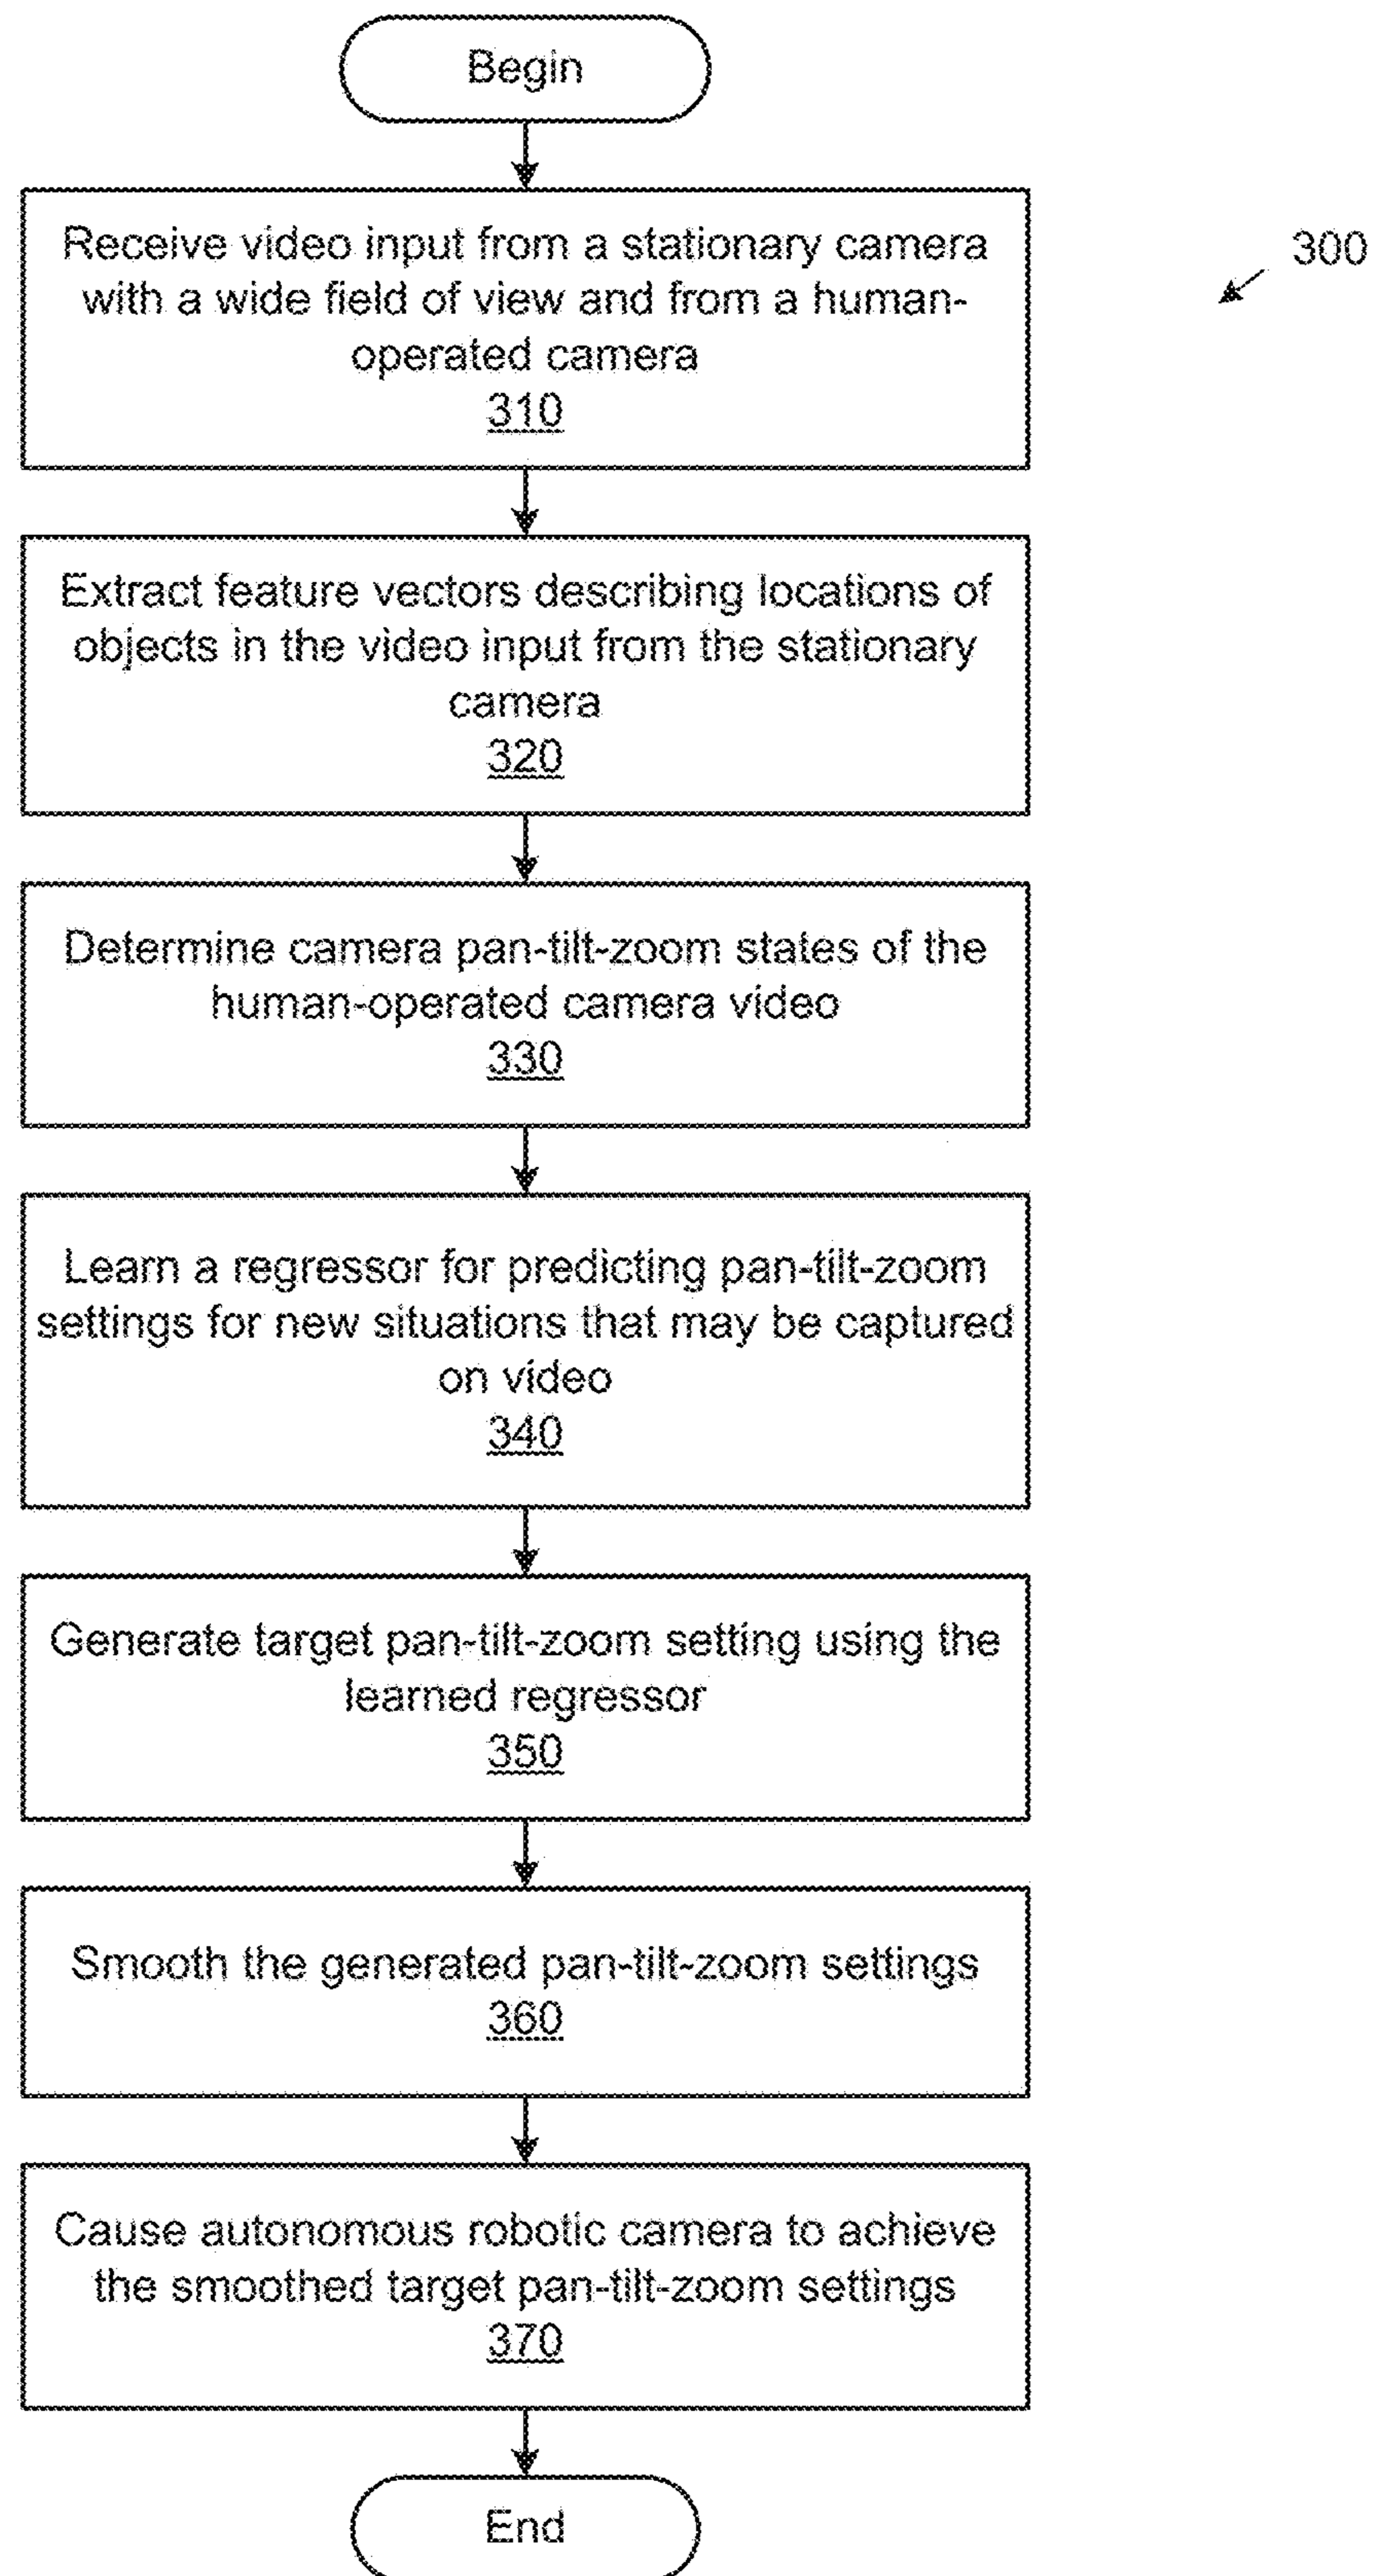 Begin
Receive video input from a stationary camera
with a wide field of view and from a human-
operated camera
310
300
Extract feature vectors describing locations of
objects in the video input from the stationary
camera
320
Determine camera pan-tilt-zoom states of the
human-operated camera video
330
Learn a regressor for predicting pan-tilt-zoom
settings for new situations that may be captured
on video
340
Generate target pan-tilt-zoom setting using the
learned regressor
350
Smooth the generated pan-tilt-zoom settings
360
Cause autonomous robotic camera to achieve
the smoothed target pan-tilt-zoom settings
370
End